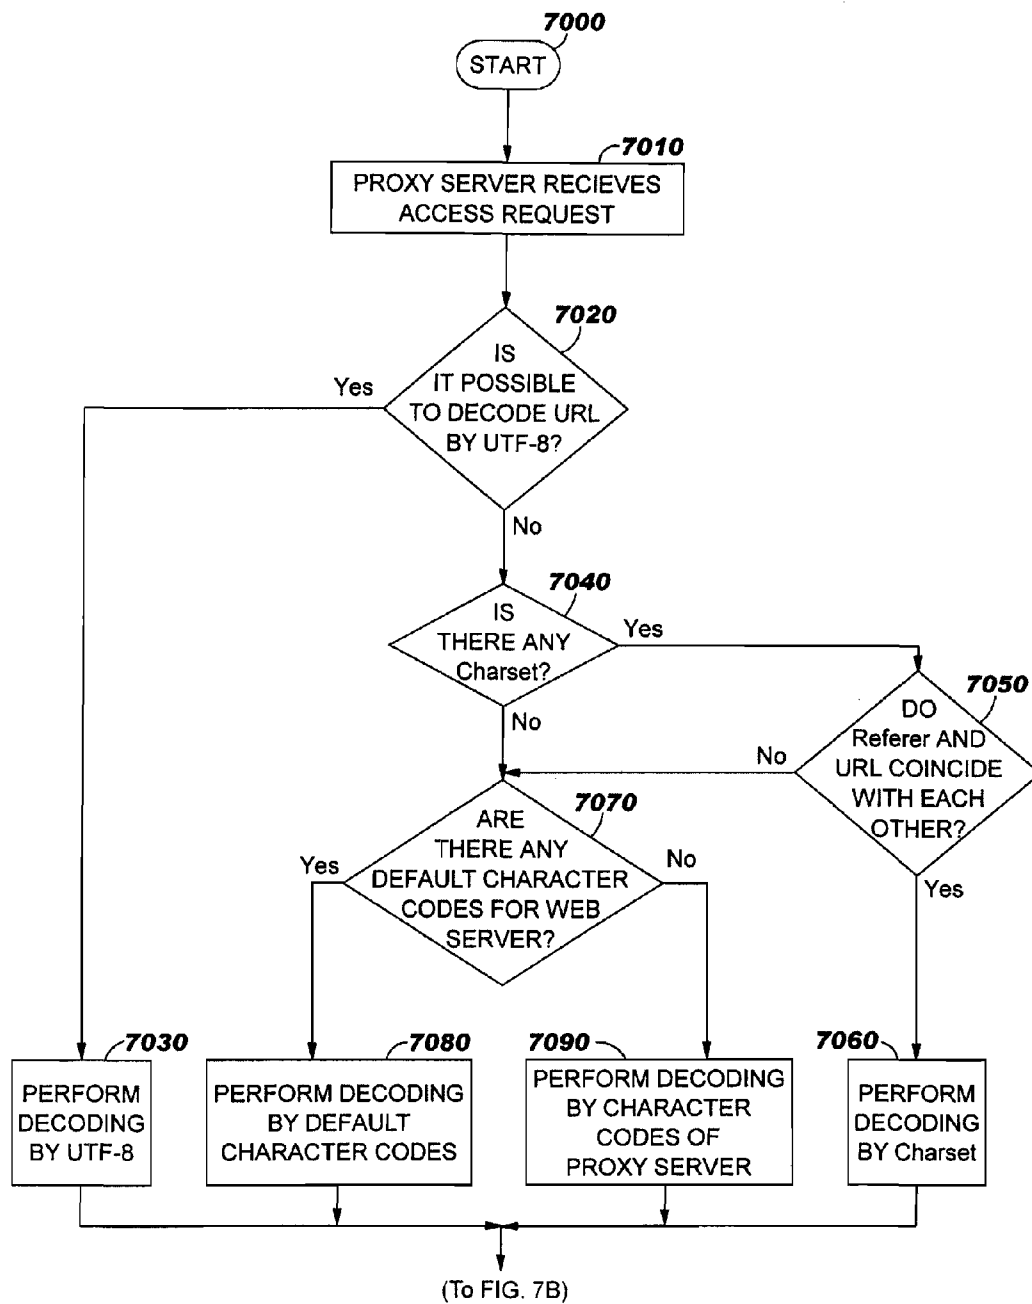 7000
START
7010
PROXY SERVER RECIEVES
ACCESS REQUEST
7020
IS
IT POSSIBLE
TO DECODE URL
BY UTF-8?
Yes
No
7040
IS
THERE ANY
Charset?
Yes
No
7050
DO
Referer AND
URL COINCIDE
WITH EACH
OTHER?
No
Yes
7070
ARE
THERE ANY
DEFAULT CHARACTER
CODES FOR WEB
SERVER?
Yes
No
7030
PERFORM
DECODING
BY UTF-8
7080
PERFORM DECODING
BY DEFAULT
CHARACTER CODES
7090
PERFORM DECODING
BY CHARACTER
CODES OF
PROXY SERVER
7060
PERFORM
DECODING
BY Charset
(To FIG. 7B)